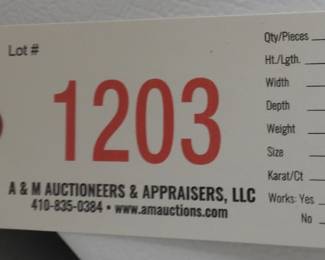 Lot #
1203
A & M AUCTIONEERS & APPRAISERS, LLC
410-835-0384 • www.amauctions.com
Qty/Pieces
Ht./Lgth.
Width
Depth
Weight
Size
Karat/Ct
Works: Yes
No